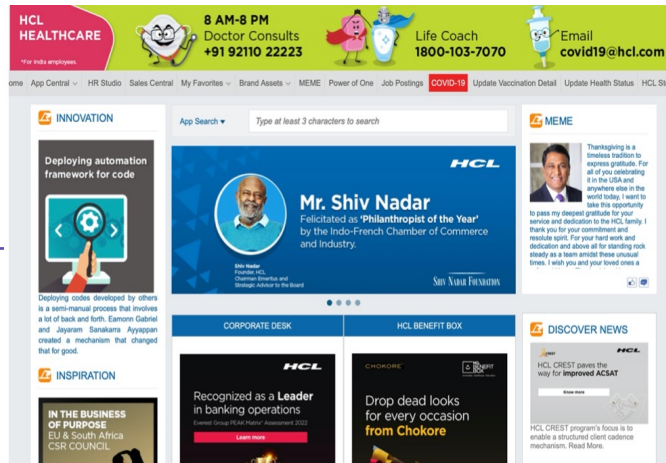 HCL
HEALTHCARE
*For India employees.
8 AM-8 PM
Doctor Consults
+91 92110 22223
Life Coach
1800-103-7070
Email
covid19@hcl.com
ome App Central HR Studio Sales Central My Favorites Brand Assets MEME Power of One Job Postings COVID-19 Update Vaccination Detail Update Health Status HCL St
INNOVATION
Deploying automation
framework for code
Deploying codes developed by others
is a semi-manual process that involves
a lot of back and forth. Eamonn Gabriel
and Jayaram Sanakarra Ayyappan
created a mechanism that changed
that for good.
INSPIRATION
IN THE BUSINESS
OF PURPOSE
EU & South Africa
CSR COUNCIL
App Search
Type at least 3 characters to search
HCL
Mr. Shiv Nadar
Felicitated as 'Philanthropist of the Year'
by the Indo-French Chamber of Commerce
and Industry.
Shiv Nadar
Founder, HCL
Chairman Emeritus and
Strategic Advisor to the Board
SHIV NADAR FOUNDATION
CORPORATE DESK
HCL
Recognized as a Leader
in banking operations
Everest Group PEAK Matrix® Assessment 2022
Learn more
HCL BENEFIT BOX
CHOKORE
BENEFIT
BOX
Drop dead looks
for every occasion
from Chokore
MEME
Thanksgiving is a
timeless tradition to
express gratitude. For
all of you celebrating
it in the USA and
anywhere else in the
world today, I want to
take this opportunity
to pass my deepest gratitude for your
service and dedication to the HCL family. I
thank you for your commitment and
resolute spirit. For your hard work and
dedication and above all for standing rock
steady as a team amidst these unusual
times. I wish you and your loved ones a
DISCOVER NEWS
CREST
HCL
HCL CREST paves the
way for improved ACSAT
Know more
HCL CREST program's focus is to
enable a structured client cadence
mechanism. Read More.